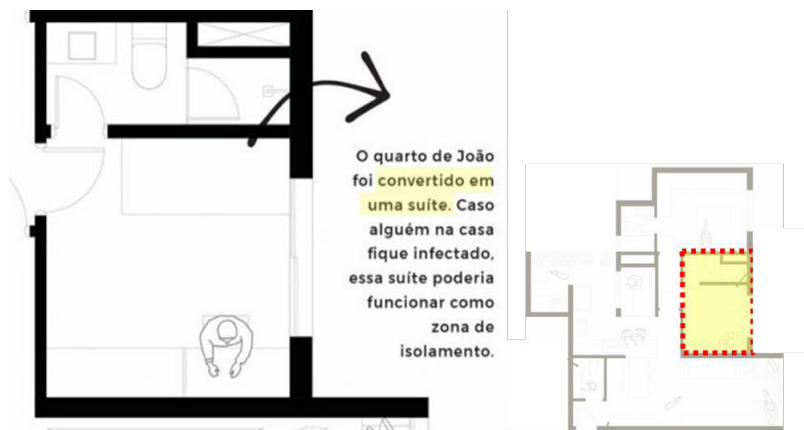 O quarto de João
foi convertido em
uma suíte. Caso
alguém na casa
fique infectado,
essa suíte poderia
funcionar como
zona de
isolamento.